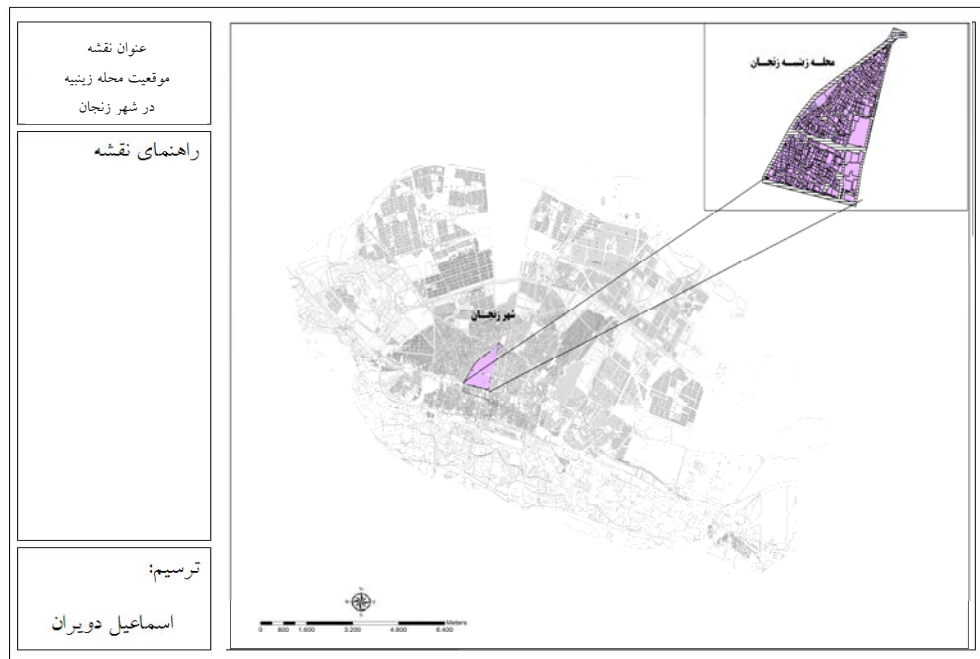 عنوان نقشه
موقعیت محله زینبیه
در شهر زنجان
راهنمای نقشه
ترسیم:
اسماعیل دویران
محله زینبیه زنجان
شهر زنجان
N
W E
S
0 800 1.600 3.200 4.800 6.400 Meters